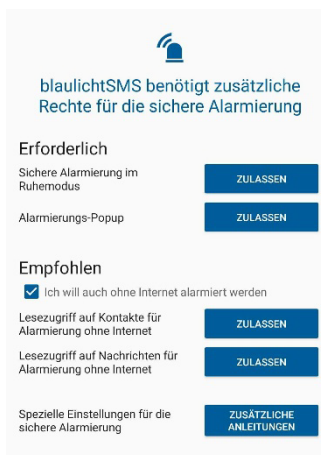 blaulichtSMS benötigt zusätzliche
Rechte für die sichere Alarmierung
Erforderlich
Sichere Alarmierung im
Ruhemodus
ZULASSEN
Alarmierungs-Popup
ZULASSEN
Empfohlen
Ich will auch ohne Internet alarmiert werden
Lesezugriff auf Kontakte für
Alarmierung ohne Internet
ZULASSEN
Lesezugriff auf Nachrichten für
Alarmierung ohne Internet
ZULASSEN
Spezielle Einstellungen für die
sichere Alarmierung
ZUSÄTZLICHE
ANLEITUNGEN